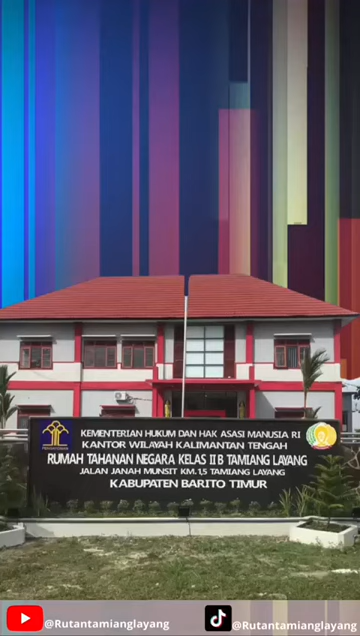 KEMENTERIAN HUKUM DAN HAK ASASI MANUSIA RI
KANTOR WILAYAH KALIMANTAN TENGAH
RUMAH TAHANAN NEGARA KELAS II B TAMIANG LAYANG
JALAN JANAH MUNSIT KM. 1,5 TAMIANG LAYANG
KABUPATEN BARITO TIMUR
@Rutantamianglayang @Rutantamianglayang